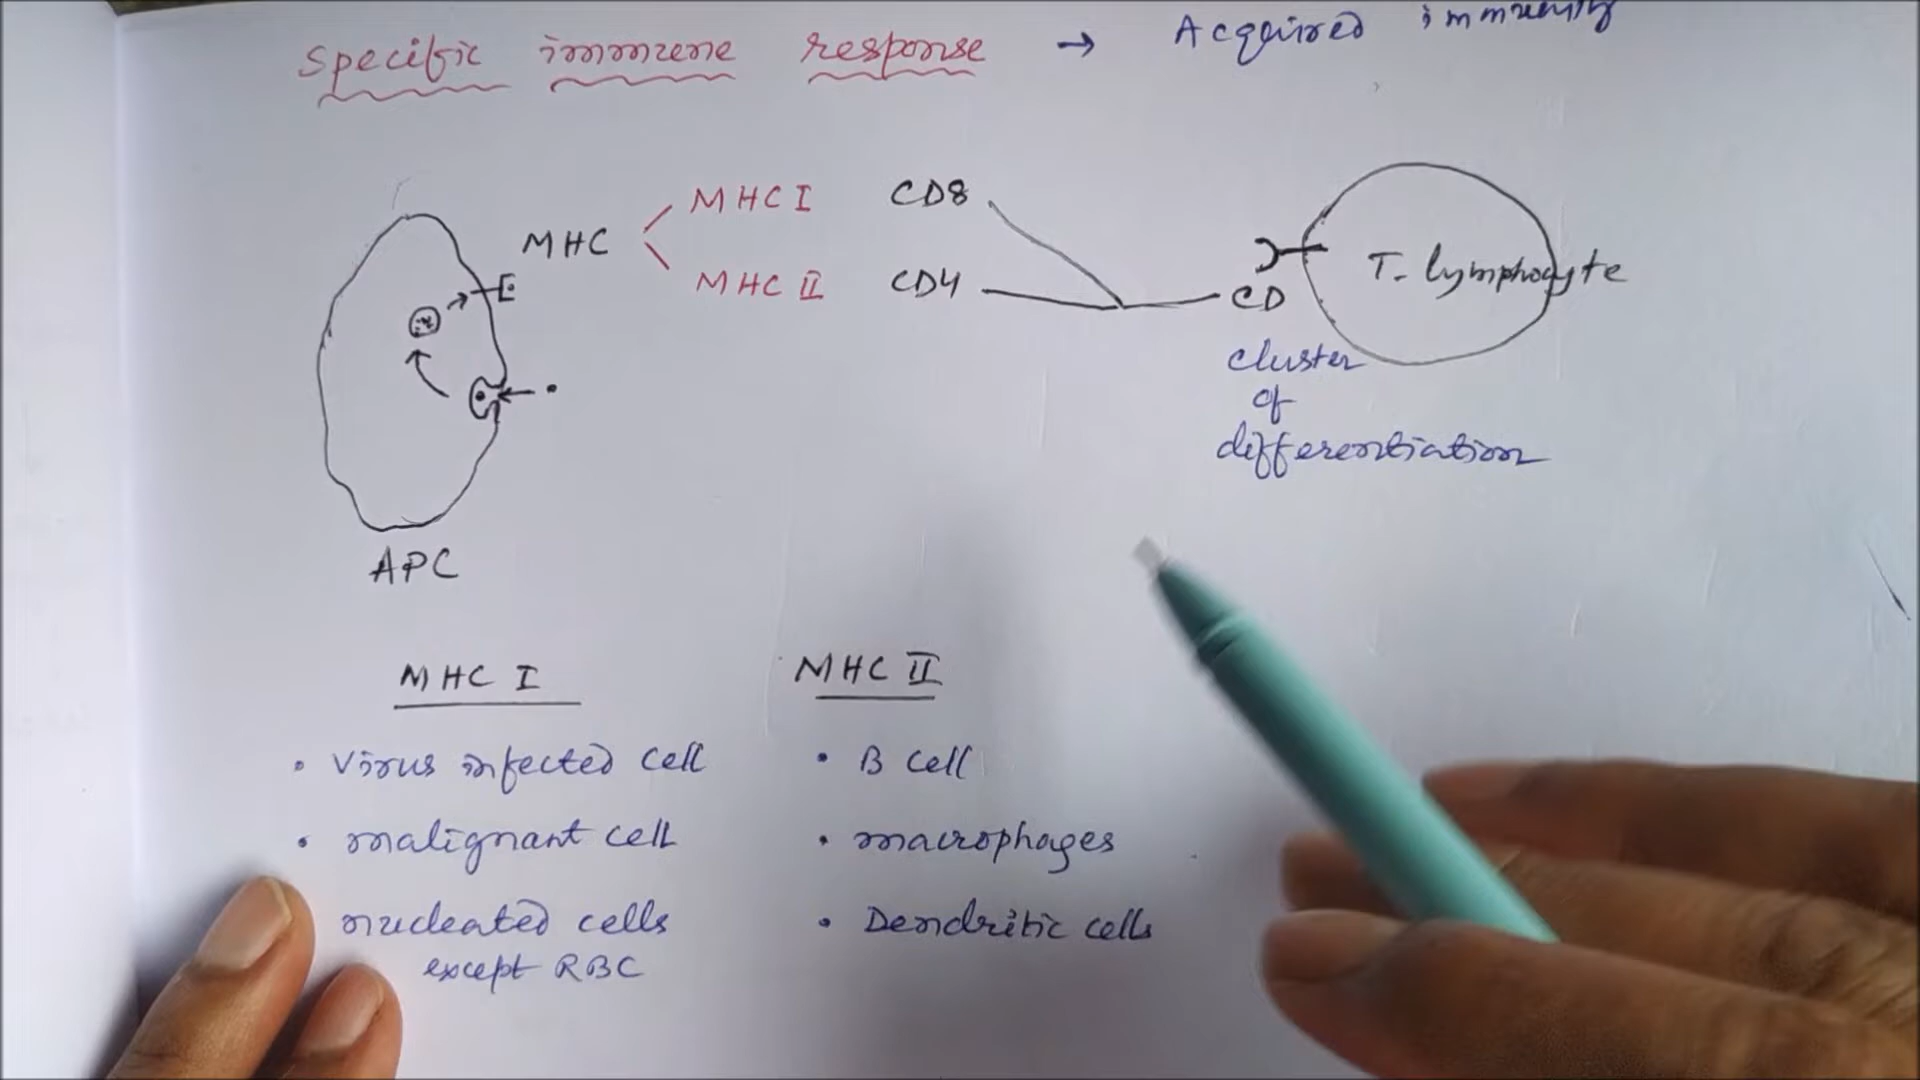 Specific immune response → Acquired immunity
MHC
MHC I
MHC II
CD8
CD4
CD
T- lymphocyte
cluster
of
differentiation
APC
MHC I
• Virus infected cell
• malignant cell
nucleated cells
except RBC
MHC II
• B cell
• macrophages
• Dendritic cells